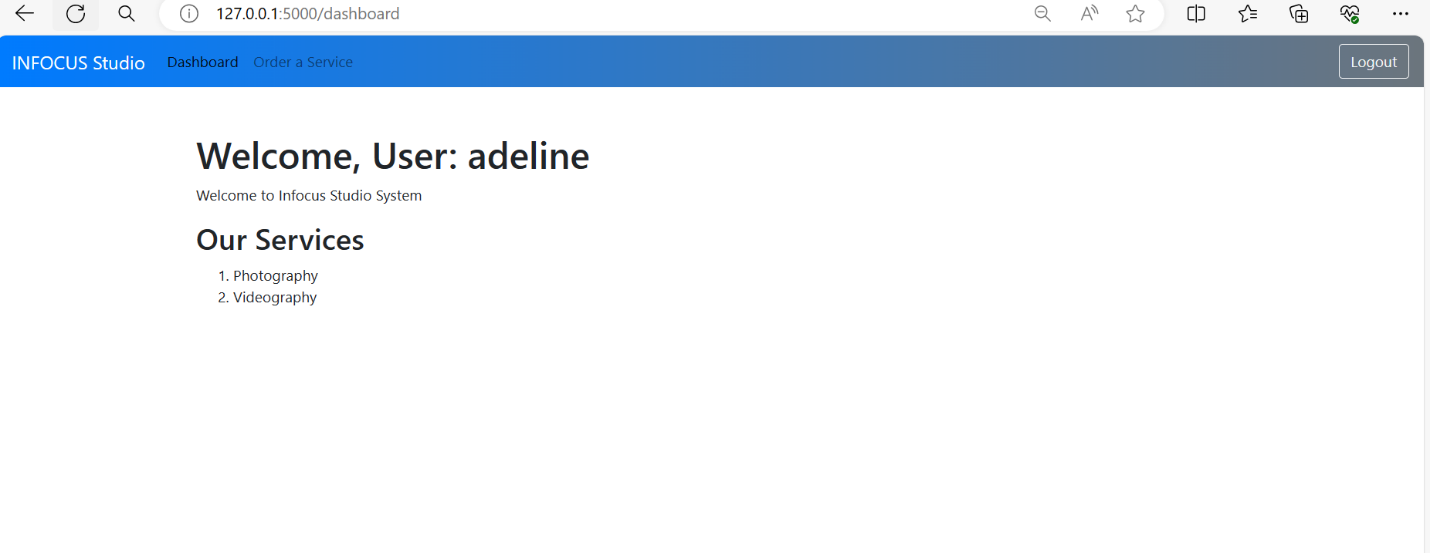 127.0.0.1:5000/dashboard
INFOCUS Studio Dashboard Order a Service Logout
Welcome, User: adeline
Welcome to Infocus Studio System
Our Services
1. Photography
2. Videography